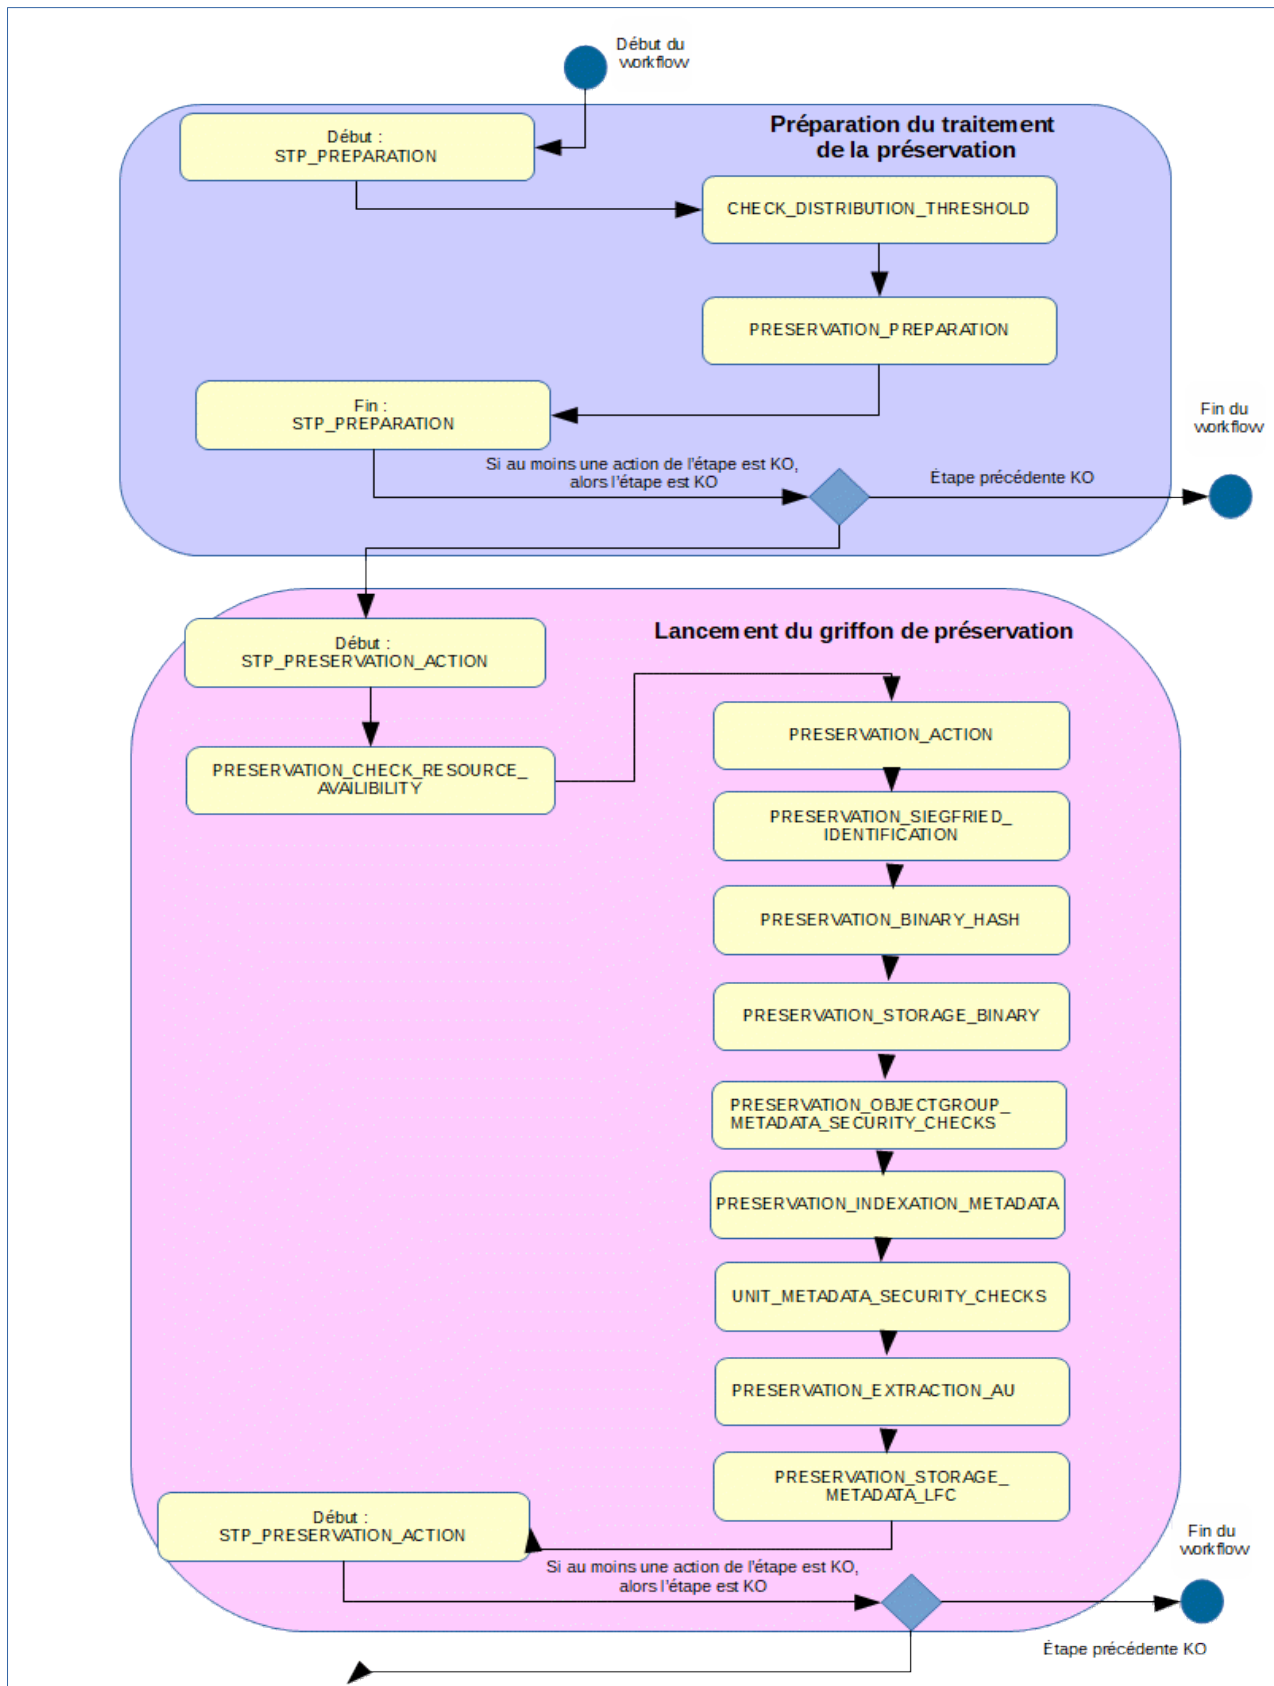 Début du
workflow
Préparation du traitement
de la préservation
Début :
STP_PREPARATION
CHECK_DISTRIBUTION_THRESHOLD
PRESERVATION_PREPARATION
Fin :
STP_PREPARATION
Fin du
workflow
Si au moins une action de l'étape est KO,
alors l'étape est KO
Étape précédente KO
Lancement du griffon de préservation
Début :
STP_PRESERVATION_ACTION
PRESERVATION_CHECK_RESOURCE_
AVAILIBILITY
PRESERVATION_ACTION
PRESERVATION_SIEGFRIED_
IDENTIFICATION
PRESERVATION_BINARY_HASH
PRESERVATION_STORAGE_BINARY
PRESERVATION_OBJECTGROUP_
METADATA_SECURITY_CHECKS
PRESERVATION_INDEXATION_METADATA
UNIT_METADATA_SECURITY_CHECKS
PRESERVATION_EXTRACTION_AU
PRESERVATION_STORAGE_
METADATA_LFC
Début :
STP_PRESERVATION_ACTION
Fin du
workflow
Si au moins une action de l'étape est KO,
alors l'étape est KO
Étape précédente KO